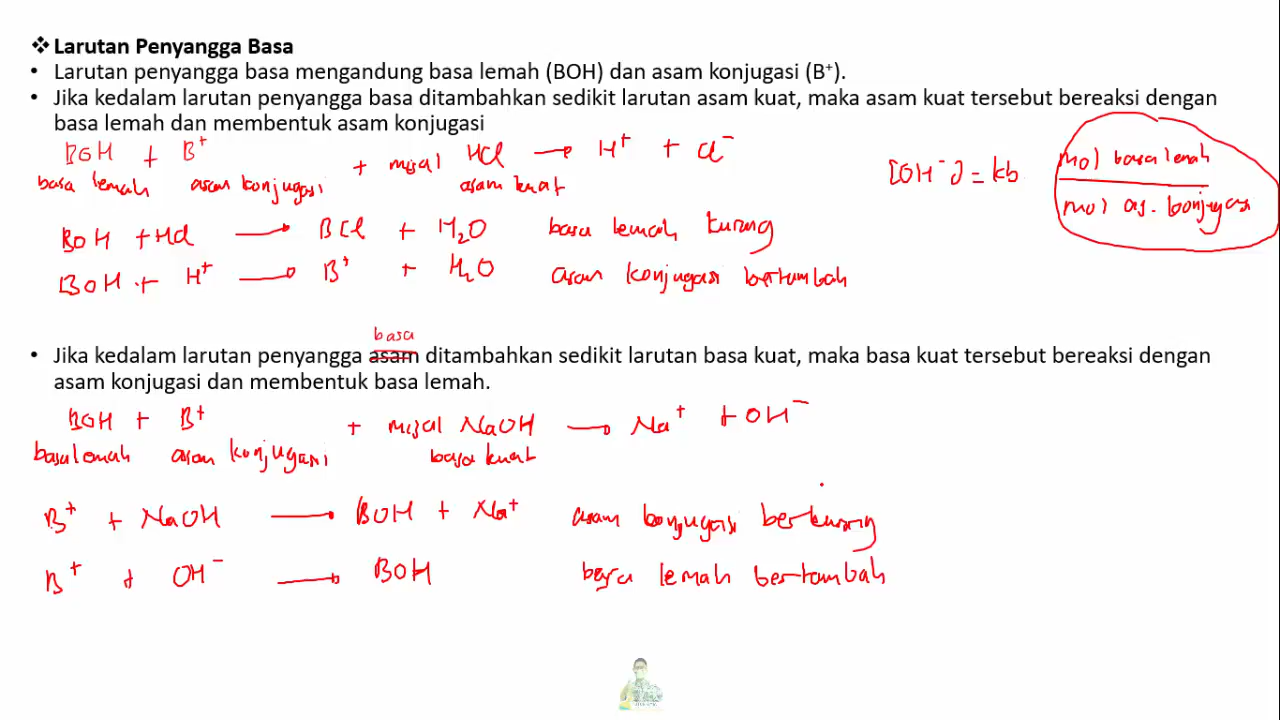 ❖ Larutan Penyangga Basa
• Larutan penyangga basa mengandung basa lemah (BOH) dan asam konjugasi (B⁺).
• Jika kedalam larutan penyangga basa ditambahkan sedikit larutan asam kuat, maka asam kuat tersebut bereaksi dengan
basa lemah dan membentuk asam konjugasi
BOH + B⁺ + misal HCl → H⁺ + Cl⁻
basa lemah asam konjugasi asam kuat
[OH⁻] = kb mol basa lemah
mol as. konjugasi
BOH + HCl → BCl + H₂O basa lemah kurang
BOH + H⁺ → B⁺ + H₂O asam konjugasi bertambah
basa
• Jika kedalam larutan penyangga asam ditambahkan sedikit larutan basa kuat, maka basa kuat tersebut bereaksi dengan
asam konjugasi dan membentuk basa lemah.
BOH + B⁺ + misal NaOH → Na⁺ + OH⁻
basa lemah asam konjugasi basa kuat
B⁺ + NaOH → BOH + Na⁺ asam konjugasi berkurang
B⁺ + OH⁻ → BOH basa lemah bertambah